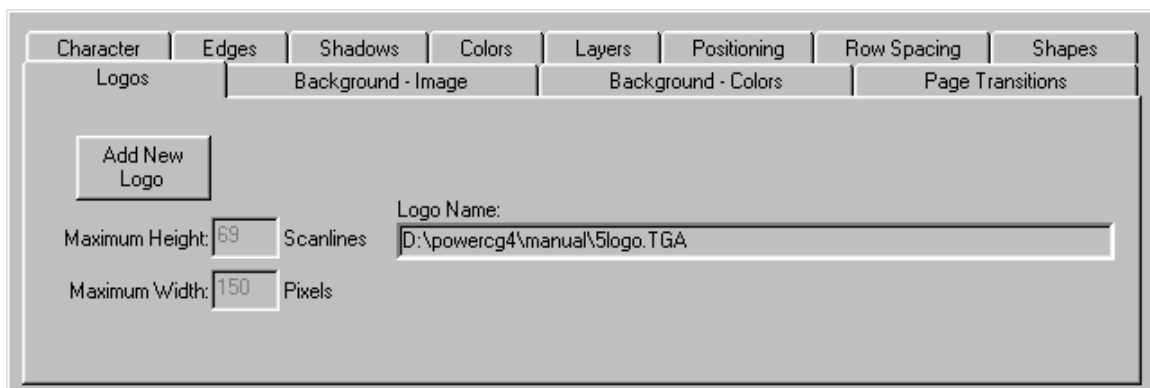 Character Edges Shadows Colors Layers Positioning Row Spacing Shapes
Logos Background - Image Background - Colors Page Transitions
Add New
Logo
Logo Name:
Maximum Height: 69 Scanlines D:\powercg4\manual\5logo.TGA
Maximum Width: 150 Pixels